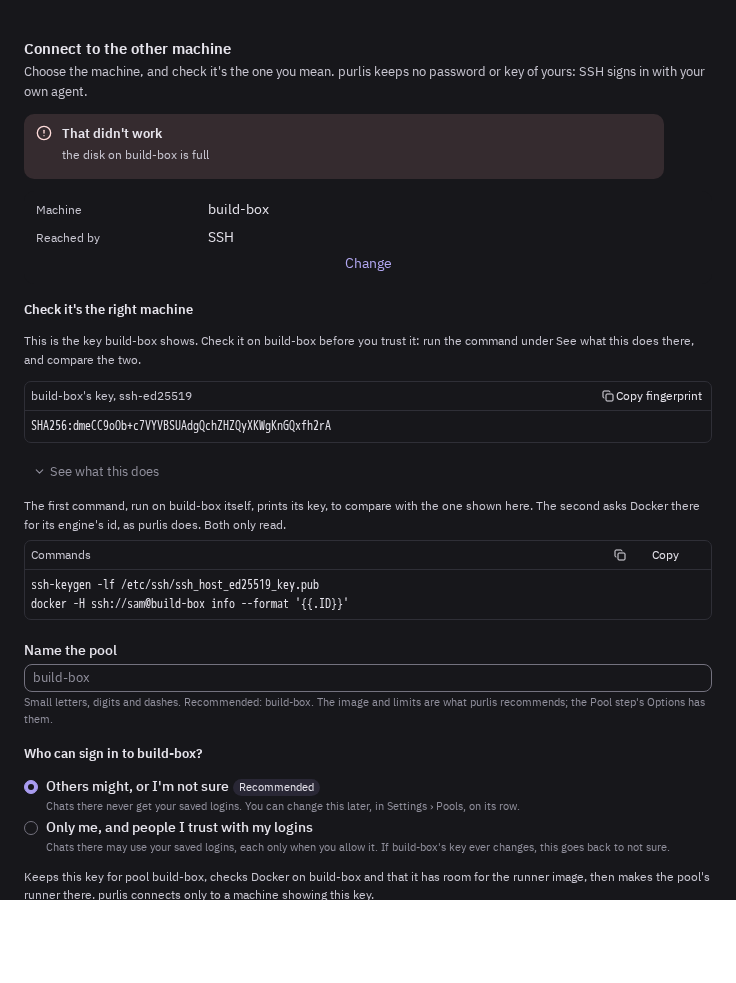 Connect to the other machine
Choose the machine, and check it's the one you mean. purlis keeps no password or key of yours: SSH signs in with your
own agent.
That didn't work
the disk on build-box is full
Machine build-box
Reached by SSH
Change
Check it's the right machine
This is the key build-box shows. Check it on build-box before you trust it: run the command under See what this does there,
and compare the two.
build-box's key, ssh-ed25519 Copy fingerprint
SHA256:dmeCC9oOb+c7VYVBSUAdgQchZHZQyXKWgKnGQxfh2rA
See what this does
The first command, run on build-box itself, prints its key, to compare with the one shown here. The second asks Docker there
for its engine's id, as purlis does. Both only read.
Commands Copy
ssh-keygen -lf /etc/ssh/ssh_host_ed25519_key.pub
docker -H ssh://sam@build-box info --format '{{.ID}}'
Name the pool
build-box
Small letters, digits and dashes. Recommended: build-box. The image and limits are what purlis recommends; the Pool step's Options has
them.
Who can sign in to build-box?
Others might, or I'm not sure Recommended
Chats there never get your saved logins. You can change this later, in Settings › Pools, on its row.
Only me, and people I trust with my logins
Chats there may use your saved logins, each only when you allow it. If build-box's key ever changes, this goes back to not sure.
Keeps this key for pool build-box, checks Docker on build-box and that it has room for the runner image, then makes the pool's
runner there. purlis connects only to a machine showing this key.